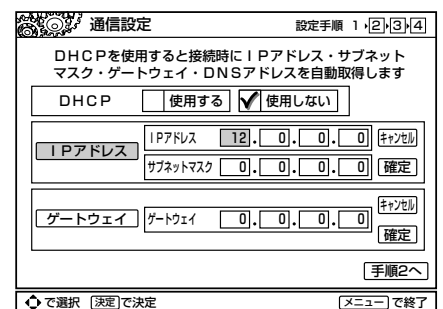 通信設定 設定手順 1 2 3 4
DHCPを使用すると接続時にIPアドレス・サブネット
マスク・ゲートウェイ・DNSアドレスを自動取得します
DHCP 使用する 使用しない
IPアドレス 12. 0. 0. 0 キャンセル
IPアドレス
サブネットマスク 0. 0. 0. 0 確定
キャンセル
ゲートウェイ ゲートウェイ 0. 0. 0. 0
確定
手順2へ
で選択 決定で決定 メニューで終了